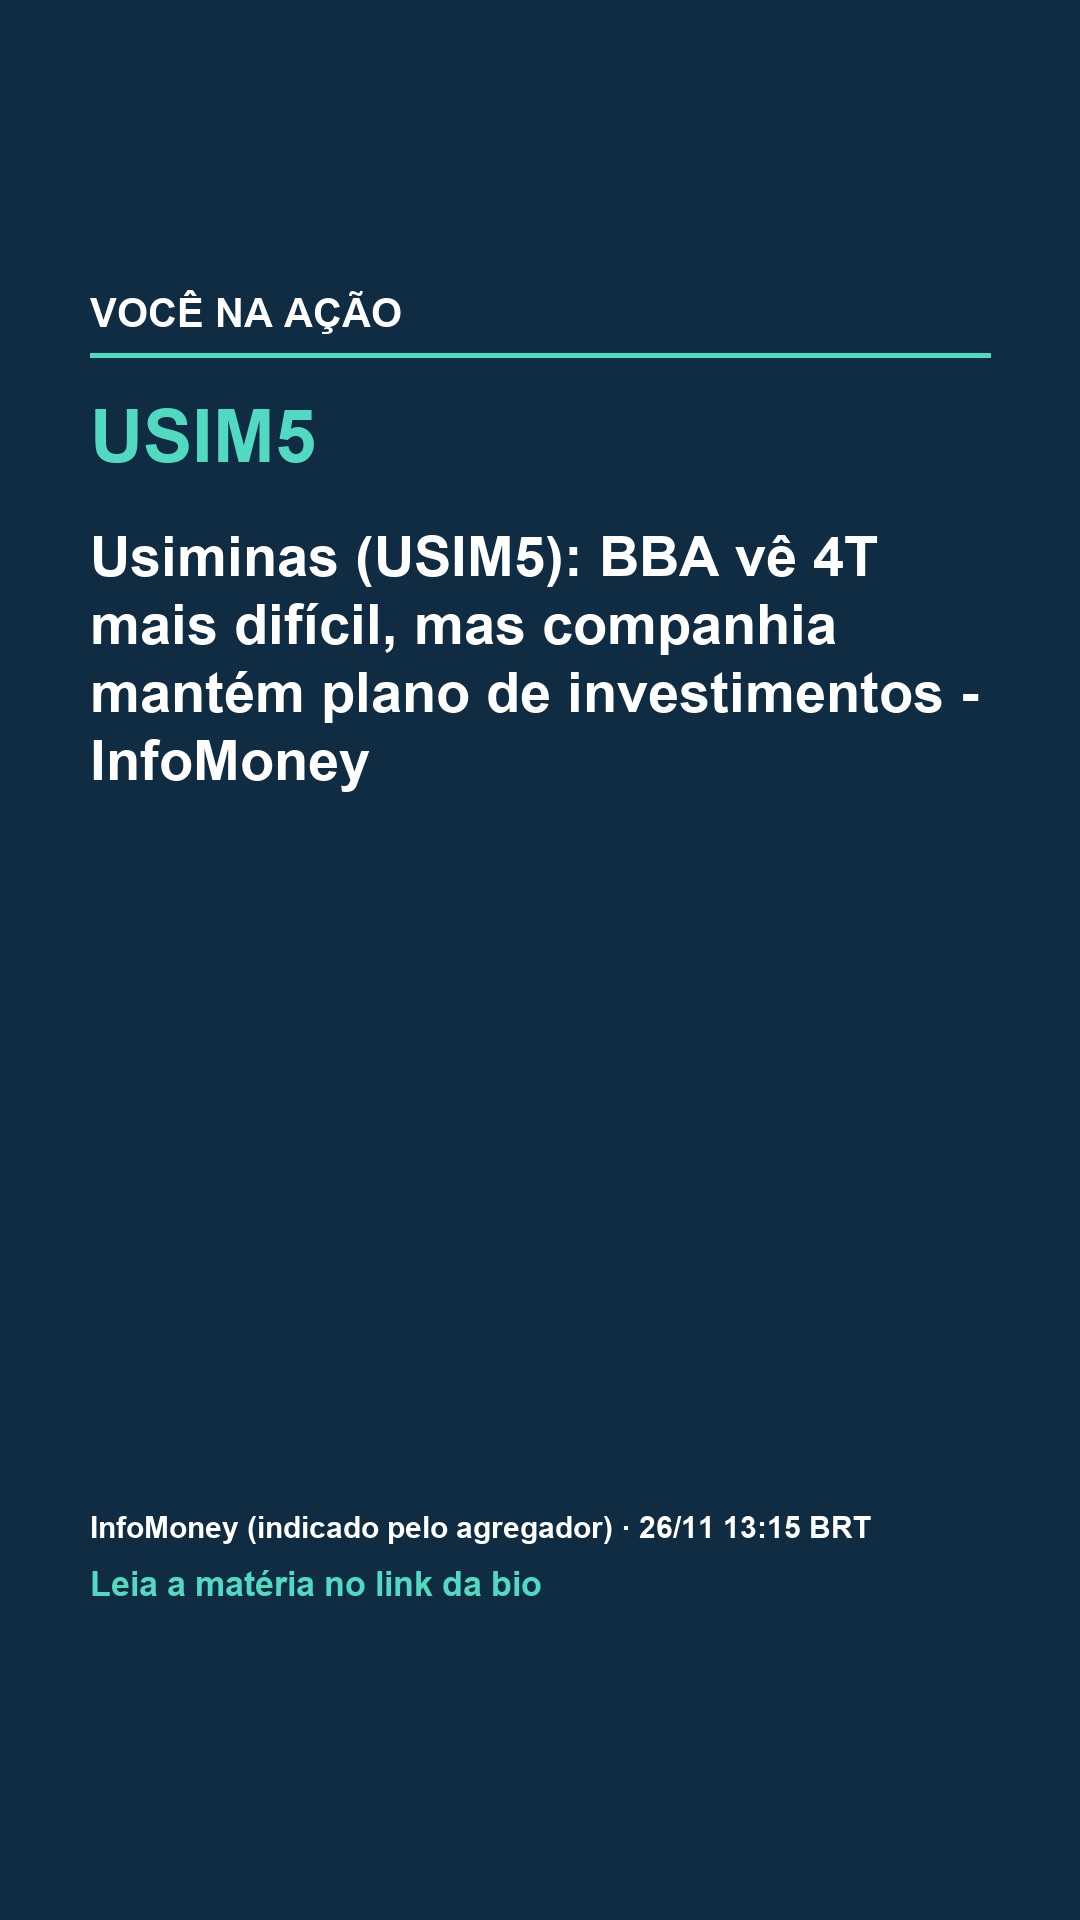 VOCÊ NA AÇÃO
USIM5
Usiminas (USIM5): BBA vê 4T
mais difícil, mas companhia
mantém plano de investimentos -
InfoMoney
InfoMoney (indicado pelo agregador) · 26/11 13:15 BRT
Leia a matéria no link da bio